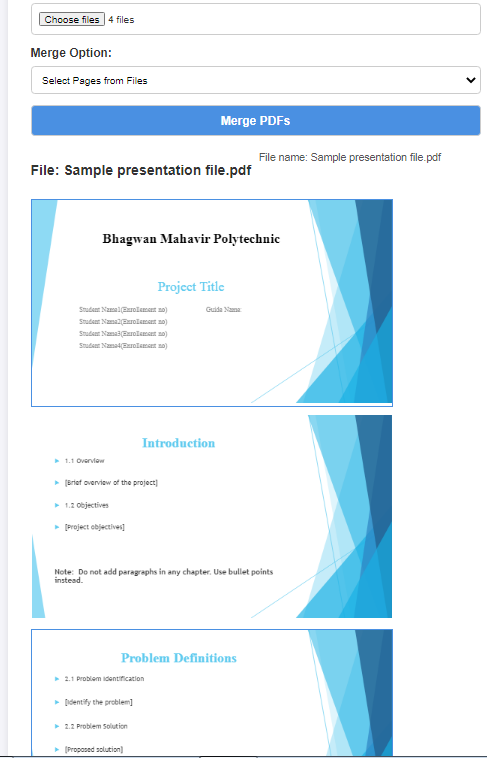 Choose files 4 files
Merge Option:
Select Pages from Files
Merge PDFs
File name: Sample presentation file.pdf
File: Sample presentation file.pdf
Bhagwan Mahavir Polytechnic
Project Title
Student Name1(Enrollement no) Guide Name
Student Name2(Enrollement no)
Student Name3(Enrollement no)
Student Name4(Enrollement no)
Introduction
1.1 Overview
[Brief overview of the project]
1.2 Objectives
[Project objectives]
Note: Do not add paragraphs in any chapter. Use bullet points
instead.
Problem Definitions
2.1 Problem Identification
[Identify the problem]
2.2 Problem Solution
[Proposed solution]